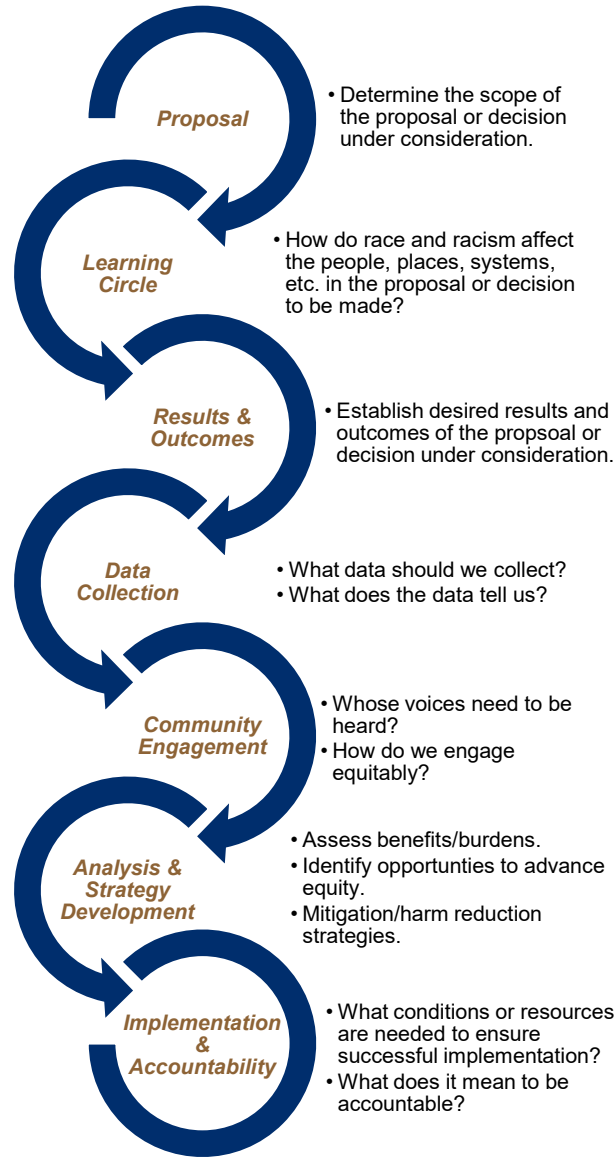 Proposal
• Determine the scope of
the proposal or decision
under consideration.
Learning
Circle
• How do race and racism affect
the people, places, systems,
etc. in the proposal or decision
to be made?
Results &
Outcomes
• Establish desired results and
outcomes of the propsoal or
decision under consideration.
Data
Collection
• What data should we collect?
• What does the data tell us?
Community
Engagement
• Whose voices need to be
heard?
• How do we engage
equitably?
Analysis &
Strategy
Development
• Assess benefits/burdens.
• Identify opportunties to advance
equity.
• Mitigation/harm reduction
strategies.
Implementation
&
Accountability
• What conditions or resources
are needed to ensure
successful implementation?
• What does it mean to be
accountable?